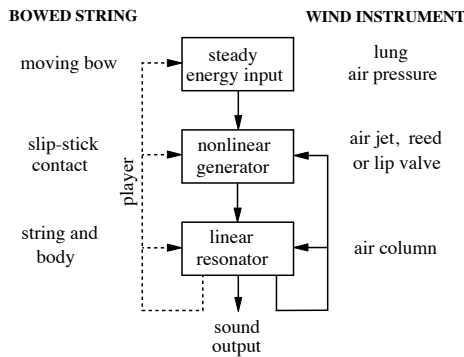 BOWED STRING
WIND INSTRUMENT
moving bow
steady
energy input
lung
air pressure
slip-stick
contact
player
nonlinear
generator
air jet, reed
or lip valve
string and
body
linear
resonator
air column
sound
output